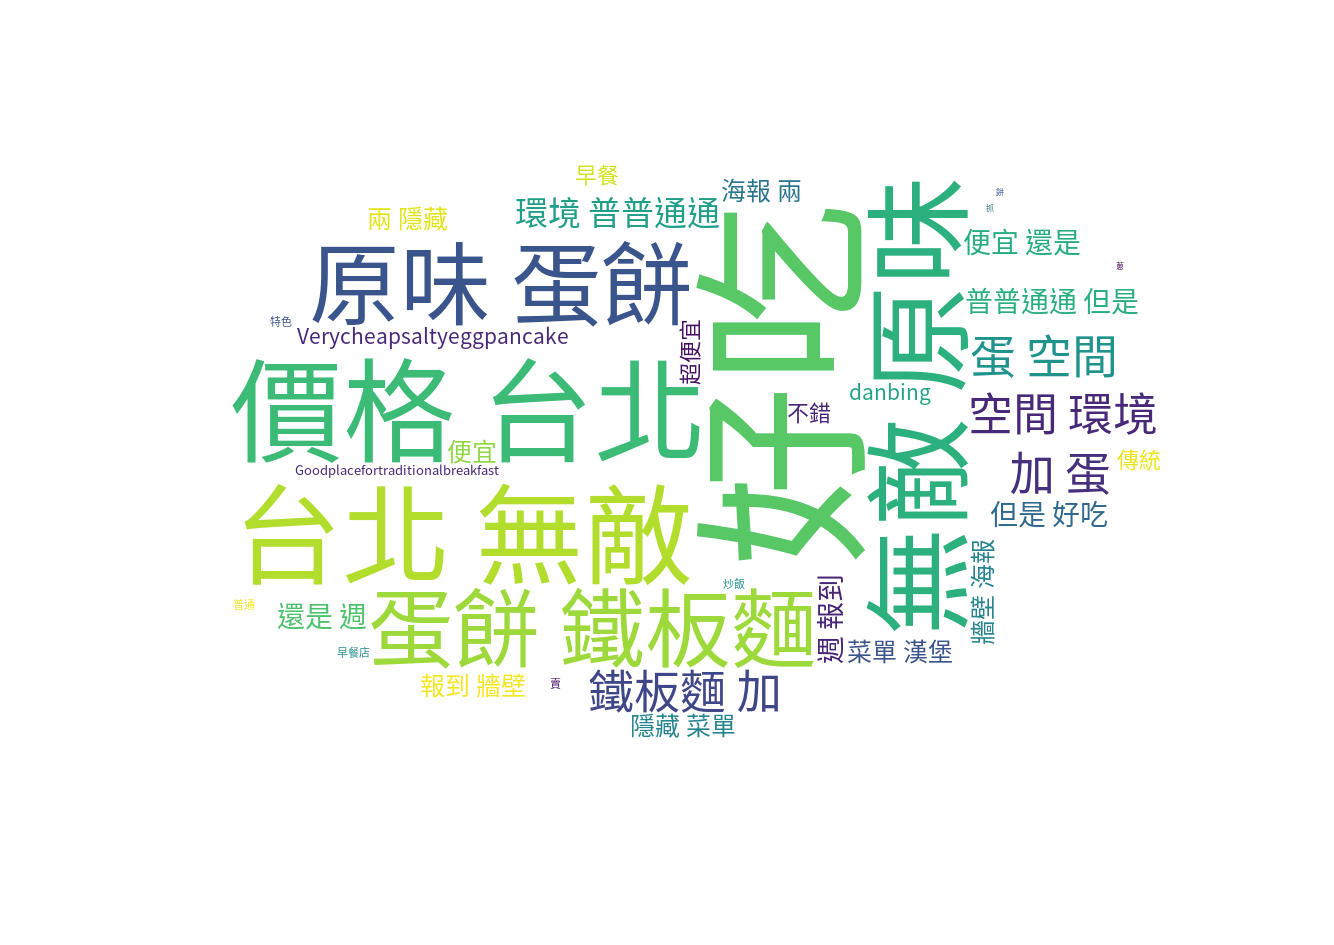 早餐
海報 兩
兩 隱藏
環境 普普通通
原味 蛋餅
好吃
無敵 原味
餅
抓
便宜 還是
蔥
普普通通 但是
特色
Verycheapsaltyeggpancake
超便宜
蛋 空間
價格 台北
danbing
不錯
空間 環境
便宜
Goodplacefortraditionalbreakfast
加 蛋
傳統
台北 無敵
但是 好吃
牆壁 海報
炒飯
普通
還是 週
蛋餅 鐵板麵
週 報到
早餐店
菜單 漢堡
報到 牆壁
賣
鐵板麵 加
隱藏 菜單